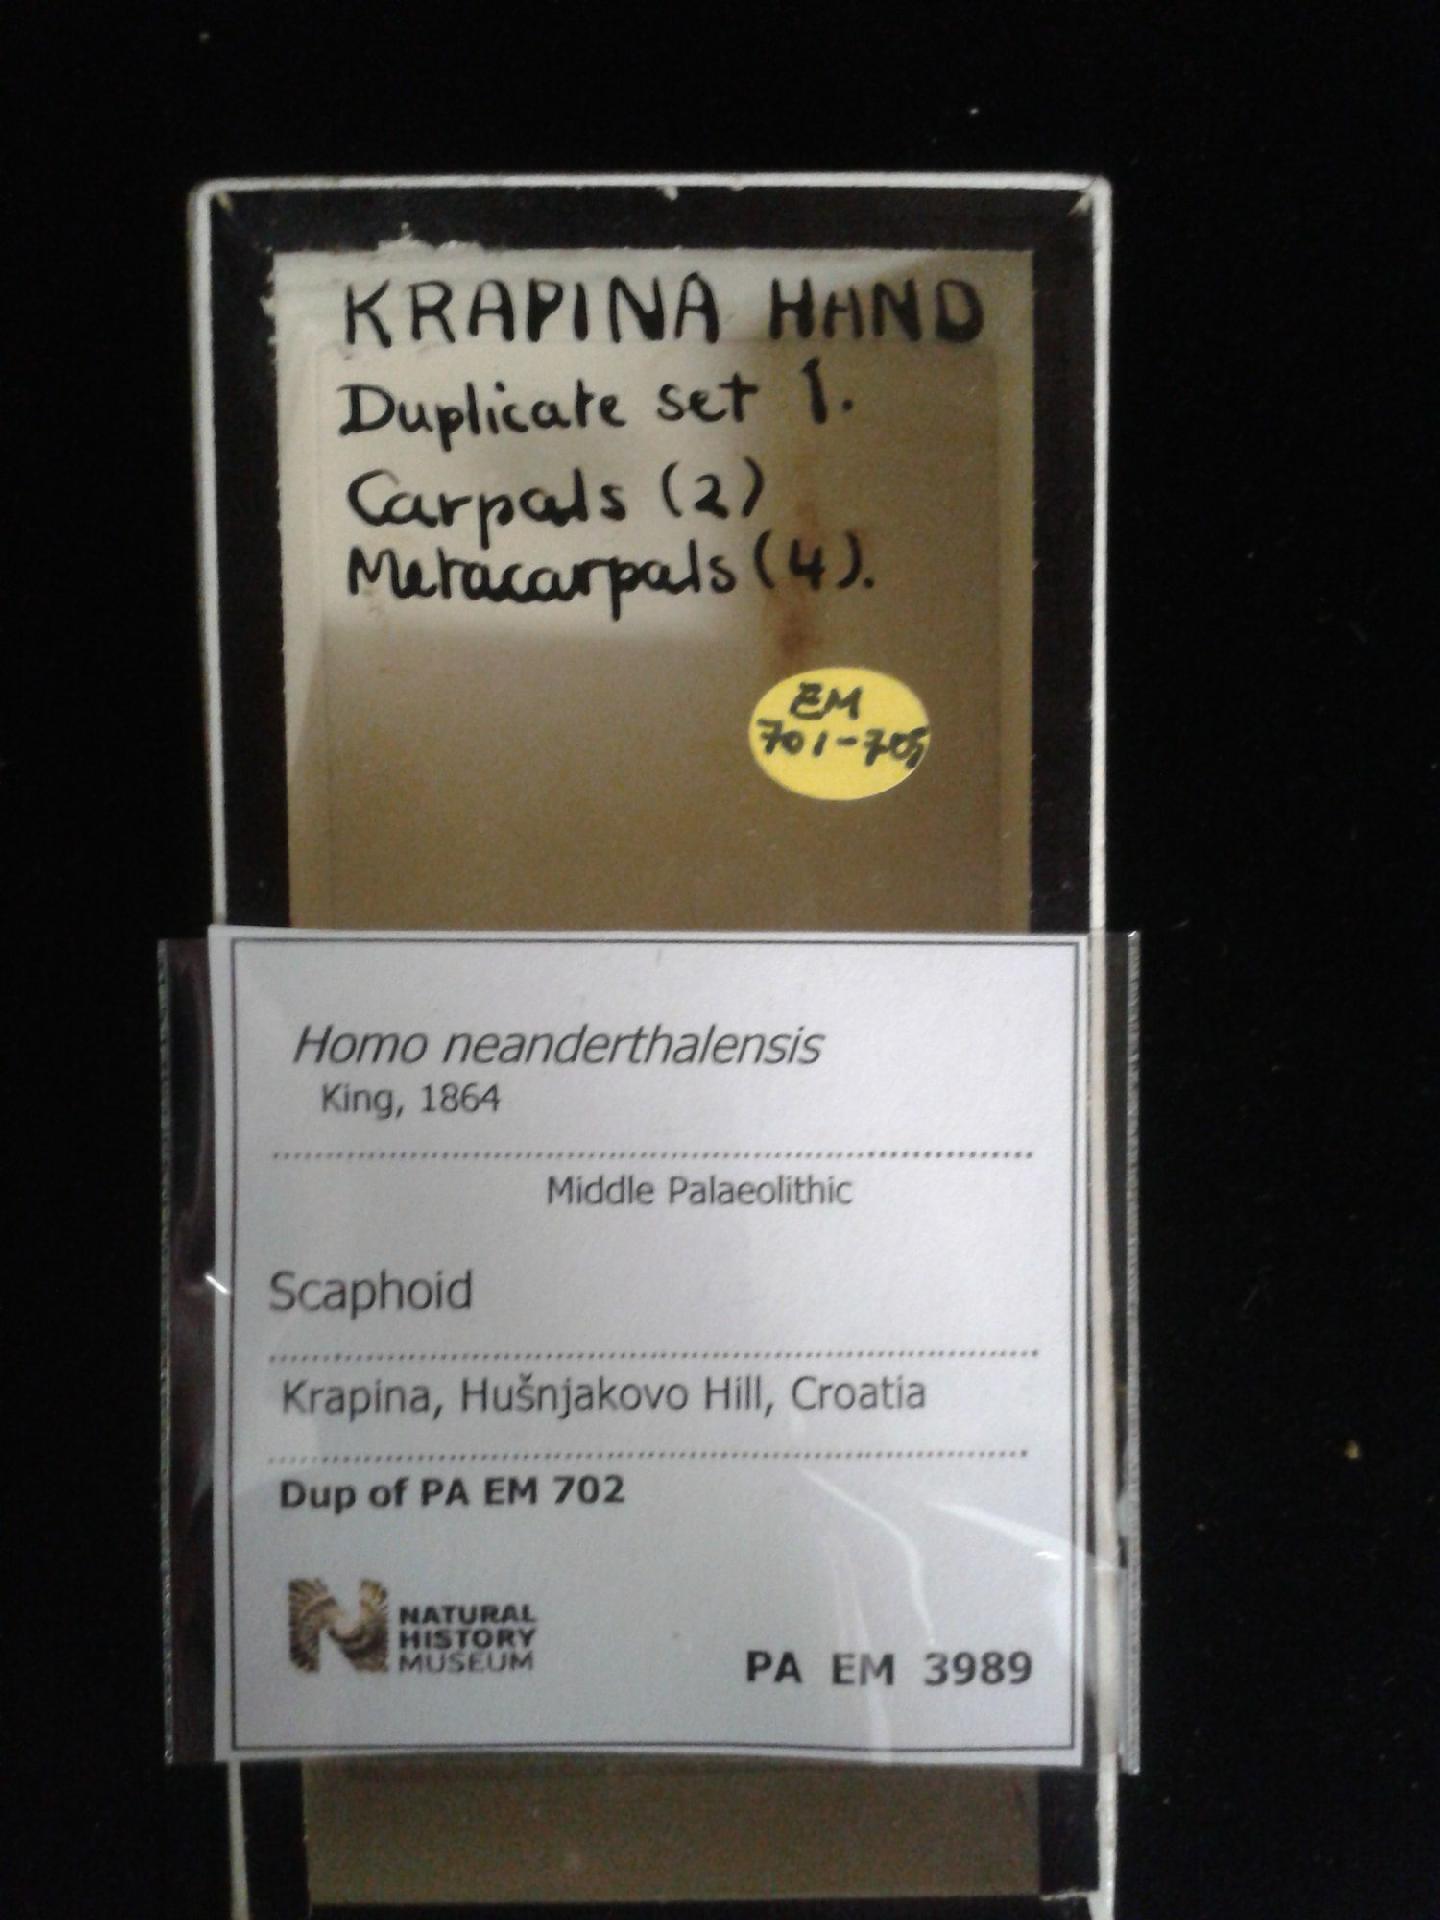 KRAPINA HAND
Duplicate set 1.
Carpals (2)
Metacarpals (4).
EM
701-705
Homo neanderthalensis
King, 1864
Middle Palaeolithic
Scaphoid
Krapina, Hušnjakovo Hill, Croatia
Dup of PA EM 702
NATURAL
HISTORY
MUSEUM
PA EM 3989